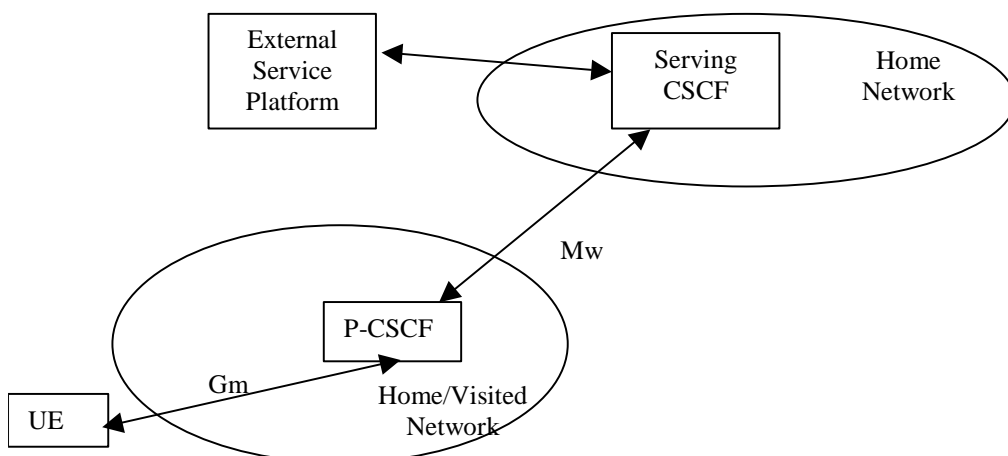 External
Service
Platform
Serving
CSCF
Home
Network
Mw
P-CSCF
Gm
Home/Visited
Network
UE